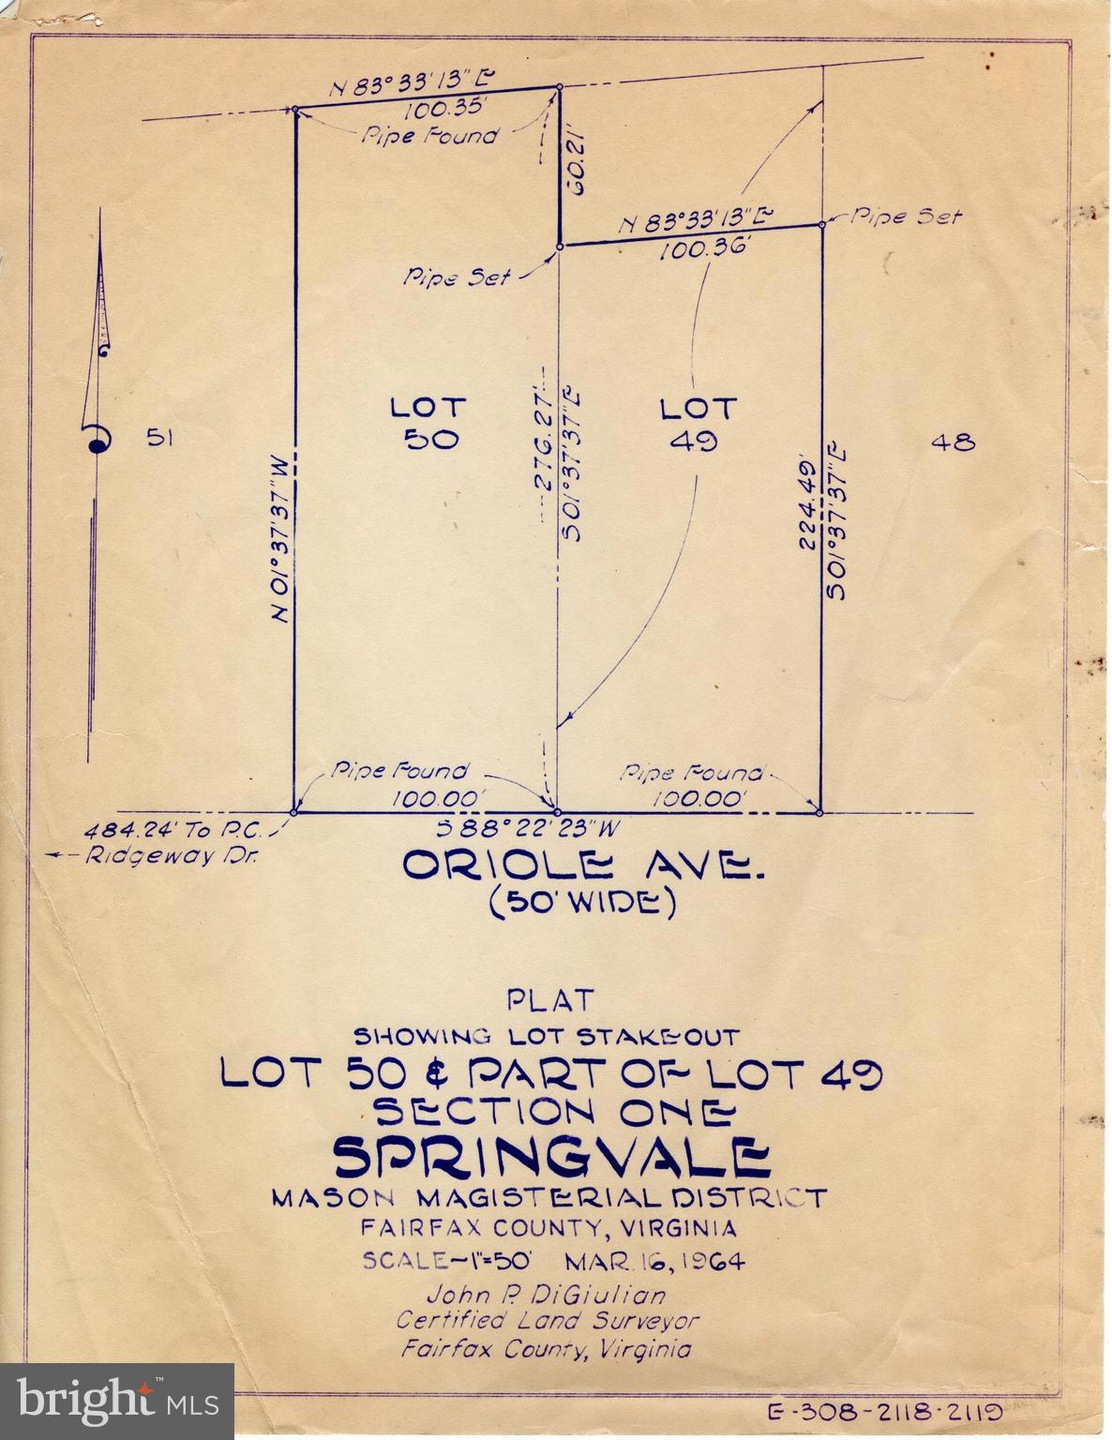 N 83°33'13" E
100.35'
Pipe Found
60.21'
N 83°33'13" E
100.36'
Pipe Set
Pipe Set
LOT
50
LOT
49
51
48
276.27'
S 01°37'37" E
N 01°37'37" W
224.49'
S 01°37'37" E
Pipe Found
100.00'
Pipe Found
100.00'
484.24' To P.C.
Ridgeway Dr.
S 88°22'23" W
ORIOLE AVE.
(50' WIDE)
PLAT
SHOWING LOT STAKEOUT
LOT 50 & PART OF LOT 49
SECTION ONE
SPRINGVALE
MASON MAGISTERIAL DISTRICT
FAIRFAX COUNTY, VIRGINIA
SCALE~1"=50' MAR. 16, 1964
John P. DiGiulian
Certified Land Surveyor
Fairfax County, Virginia
bright™ MLS
E-308-2118-2119